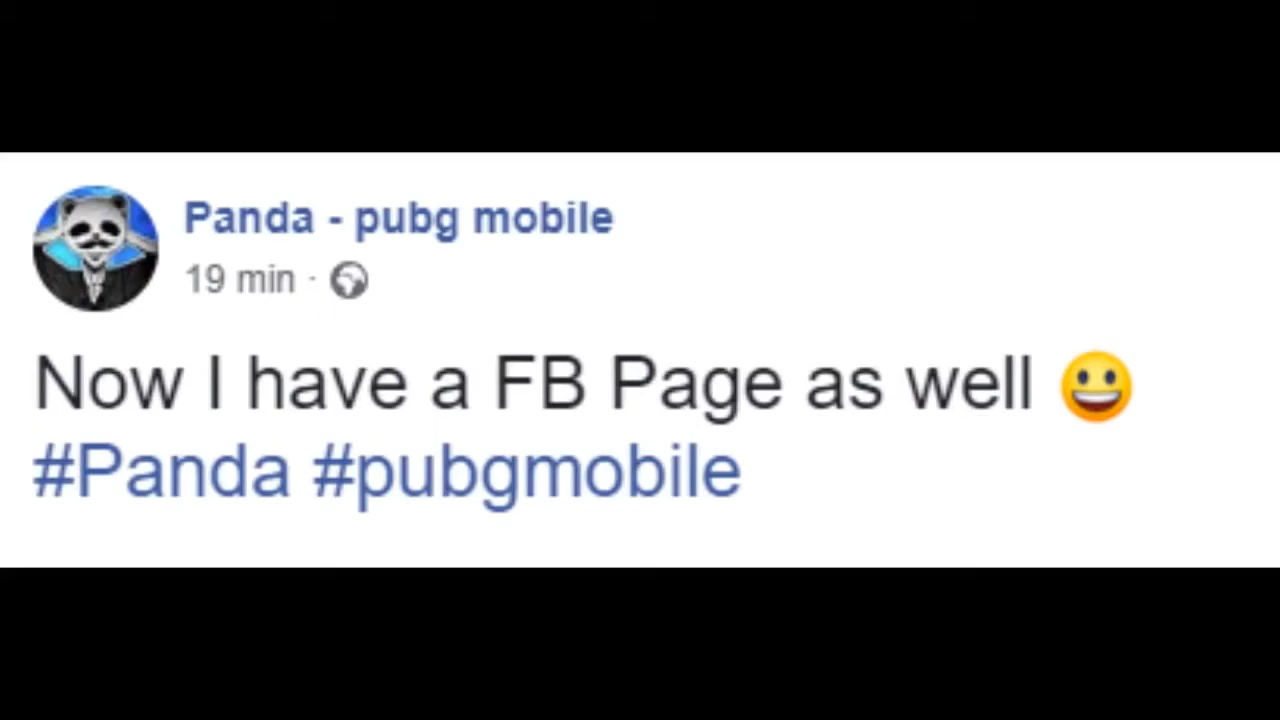 Panda - pubg mobile
19 min ·
Now I have a FB Page as well 😃
#Panda #pubgmobile